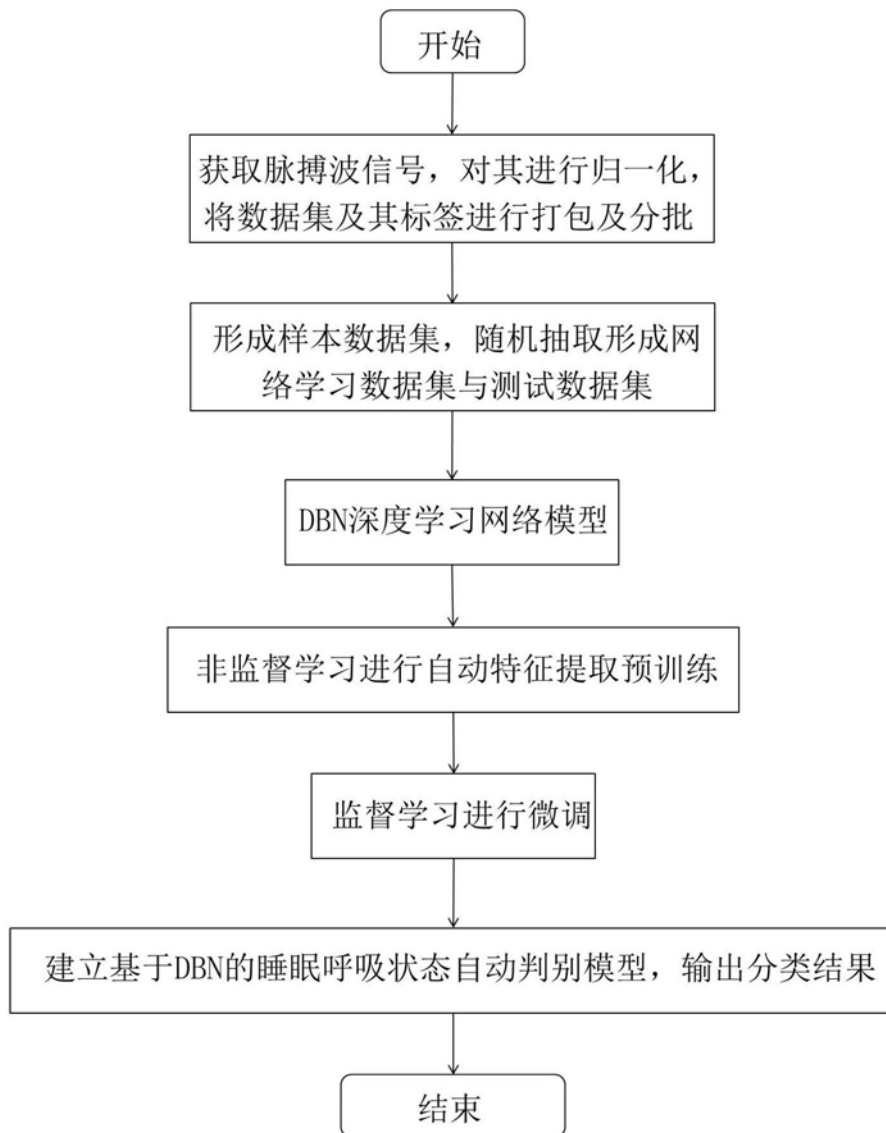 开始
获取脉搏波信号，对其进行归一化，
将数据集及其标签进行打包及分批
形成样本数据集，随机抽取形成网
络学习数据集与测试数据集
DBN深度学习网络模型
非监督学习进行自动特征提取预训练
监督学习进行微调
建立基于DBN的睡眠呼吸状态自动判别模型，输出分类结果
结束